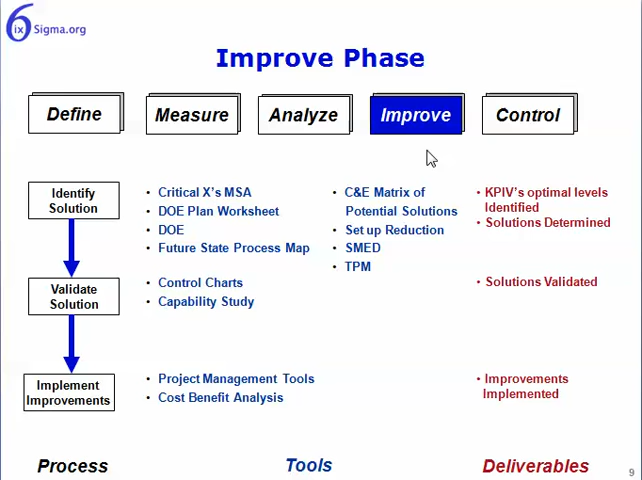 6ix
Sigma.org
Improve Phase
Define
Measure
Analyze
Improve
Control
Identify
Solution
• Critical X's MSA
• DOE Plan Worksheet
• DOE
• Future State Process Map
• C&E Matrix of
Potential Solutions
• Set up Reduction
• SMED
• TPM
• KPIV's optimal levels
Identified
• Solutions Determined
Validate
Solution
• Control Charts
• Capability Study
• Solutions Validated
Implement
Improvements
• Project Management Tools
• Cost Benefit Analysis
• Improvements
Implemented
Process
Tools
Deliverables
9